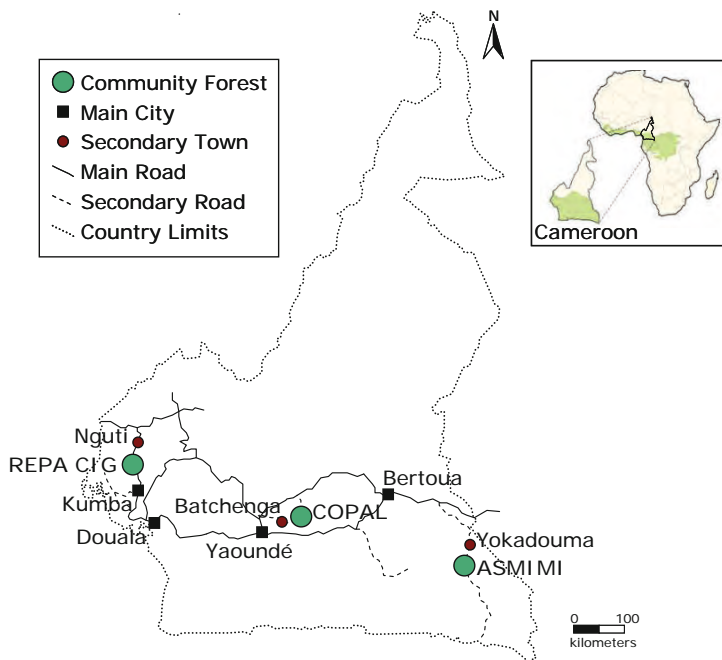 N
Community Forest
Main City
Secondary Town
Main Road
Secondary Road
Country Limits
Cameroon
Nguti
REPA CIG
Kumba
Douala
Batchenga
COPAL
Yaoundé
Bertoua
Yokadouma
ASMIMI
0 100
kilometers